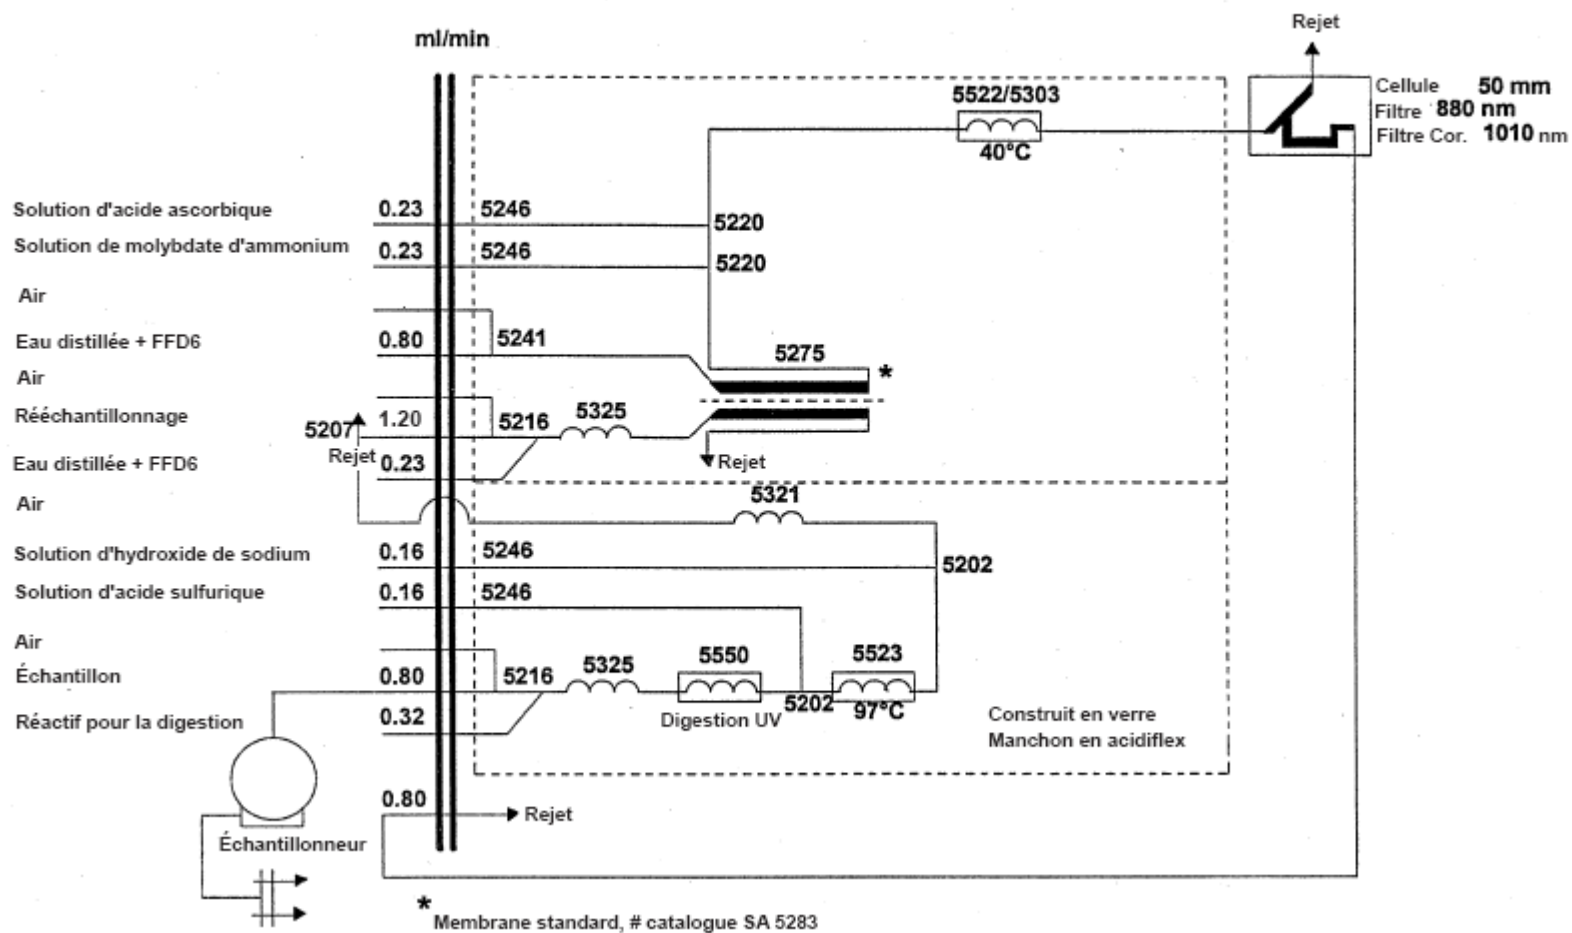 Rejet
ml/min
Cellule 50 mm
5522/5303
Filtre 880 nm
Filtre Cor. 1010 nm
40°C
Solution d'acide ascorbique 0.23 5246
5220
Solution de molybdate d'ammonium 0.23 5246
5220
Air
Eau distillée + FFD6 0.80 5241
5275
*
Air
Rééchantillonnage 1.20 5216 5325
5207
Rejet
Rejet
Eau distillée + FFD6 0.23
Air
5321
Solution d'hydroxide de sodium 0.16 5246
5202
Solution d'acide sulfurique 0.16 5246
Air
Échantillon 0.80 5216 5325 5550 5523
5202 97°C
Réactif pour la digestion 0.32
Digestion UV
Construit en verre
Manchon en acidiflex
0.80
Rejet
Échantillonneur
* Membrane standard, # catalogue SA 5283